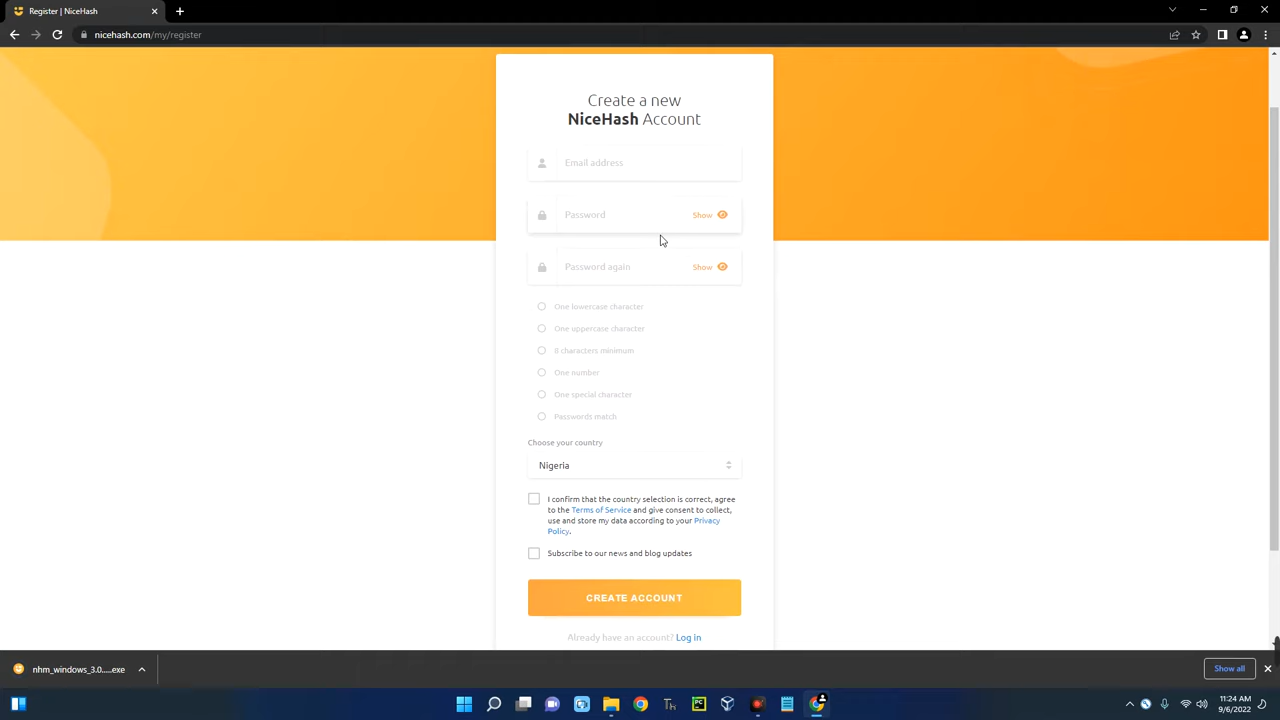 Register | NiceHash
nicehash.com/my/register
Create a new
NiceHash Account
Email address
Password
Show
Password again
Show
One lowercase character
One uppercase character
8 characters minimum
One number
One special character
Passwords match
Choose your country
Nigeria
I confirm that the country selection is correct, agree
to the Terms of Service and give consent to collect,
use and store my data according to your Privacy
Policy.
Subscribe to our news and blog updates
CREATE ACCOUNT
Already have an account? Log in
nhm_windows_3.0.....exe
Show all
11:24 AM
9/6/2022